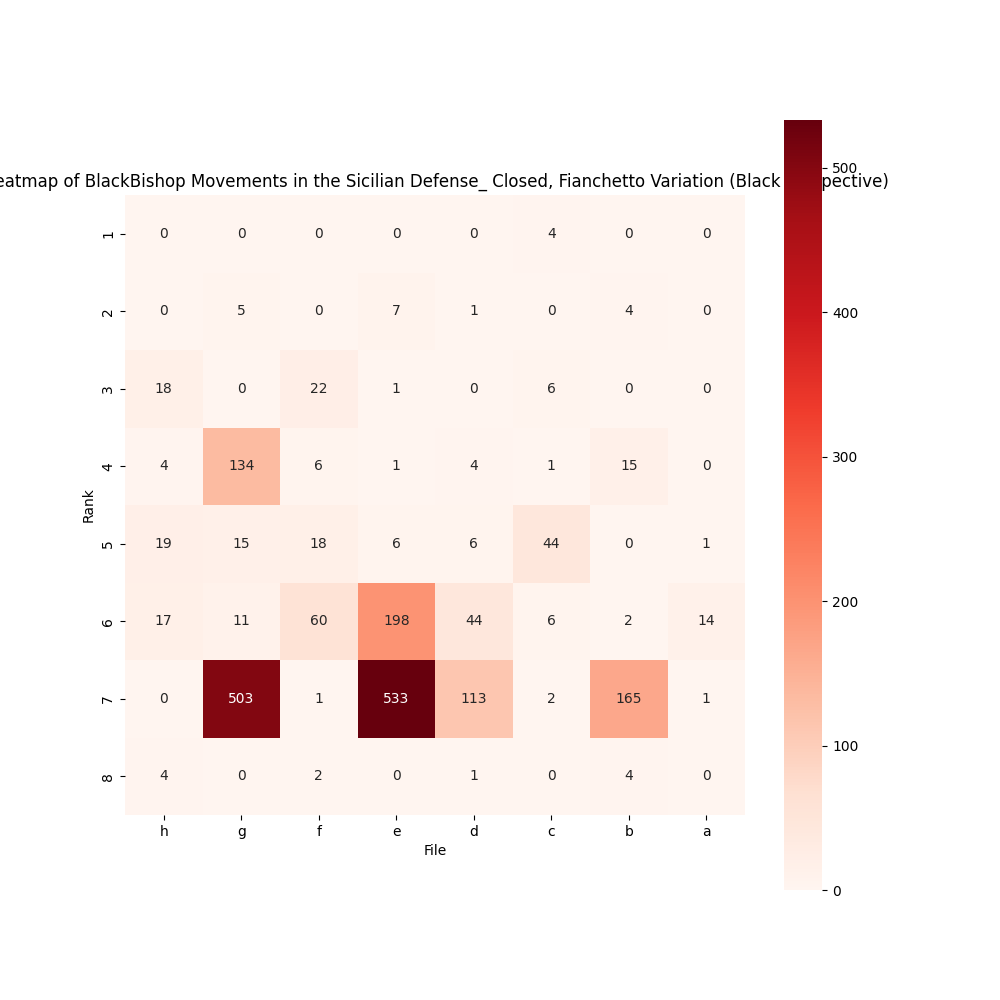 eatmap of BlackBishop Movements in the Sicilian Defense_ Closed, Fianchetto Variation (Black pective)
1 0 0 0 0 0 4 0 0
2 0 5 0 7 1 0 4 0
3 18 0 22 1 0 6 0 0
4 4 134 6 1 4 1 15 0
5 19 15 18 6 6 44 0 1
6 17 11 60 198 44 6 2 14
7 0 503 1 533 113 2 165 1
8 4 0 2 0 1 0 4 0
h g f e d c b a
File
Rank
500
400
300
200
100
0